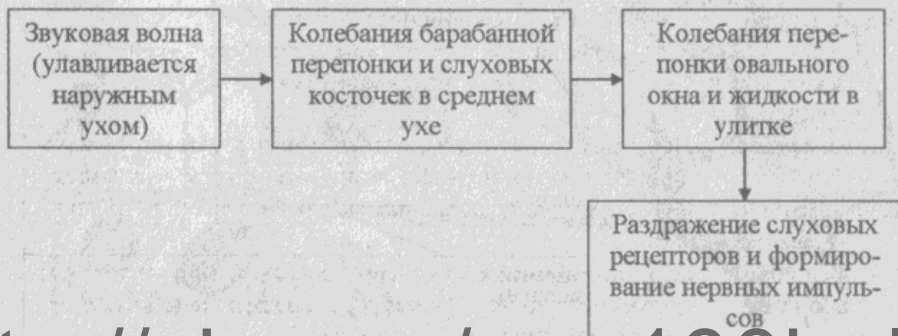 Звуковая волна
(улавливается
наружным
ухом)
Колебания барабанной
перепонки и слуховых
косточек в среднем
ухе
Колебания пере-
понки овального
окна и жидкости в
улитке
Раздражение слуховых
рецепторов и формиро-
вание нервных импуль-
сов